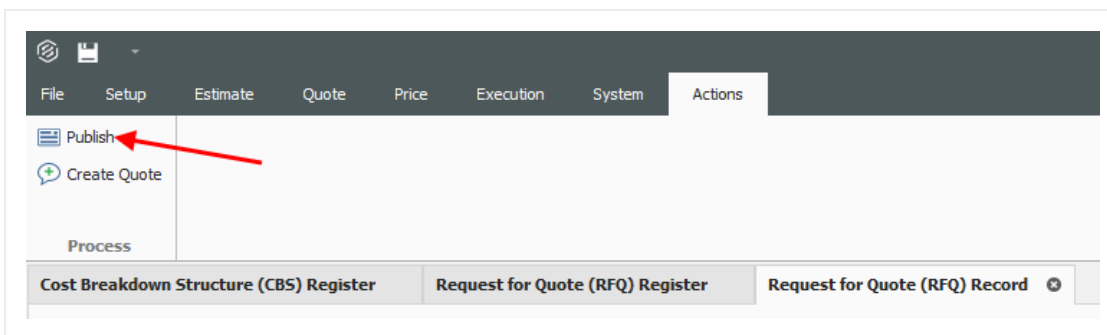 File Setup Estimate Quote Price Execution System Actions
Publish
Create Quote
Process
Cost Breakdown Structure (CBS) Register Request for Quote (RFQ) Register Request for Quote (RFQ) Record